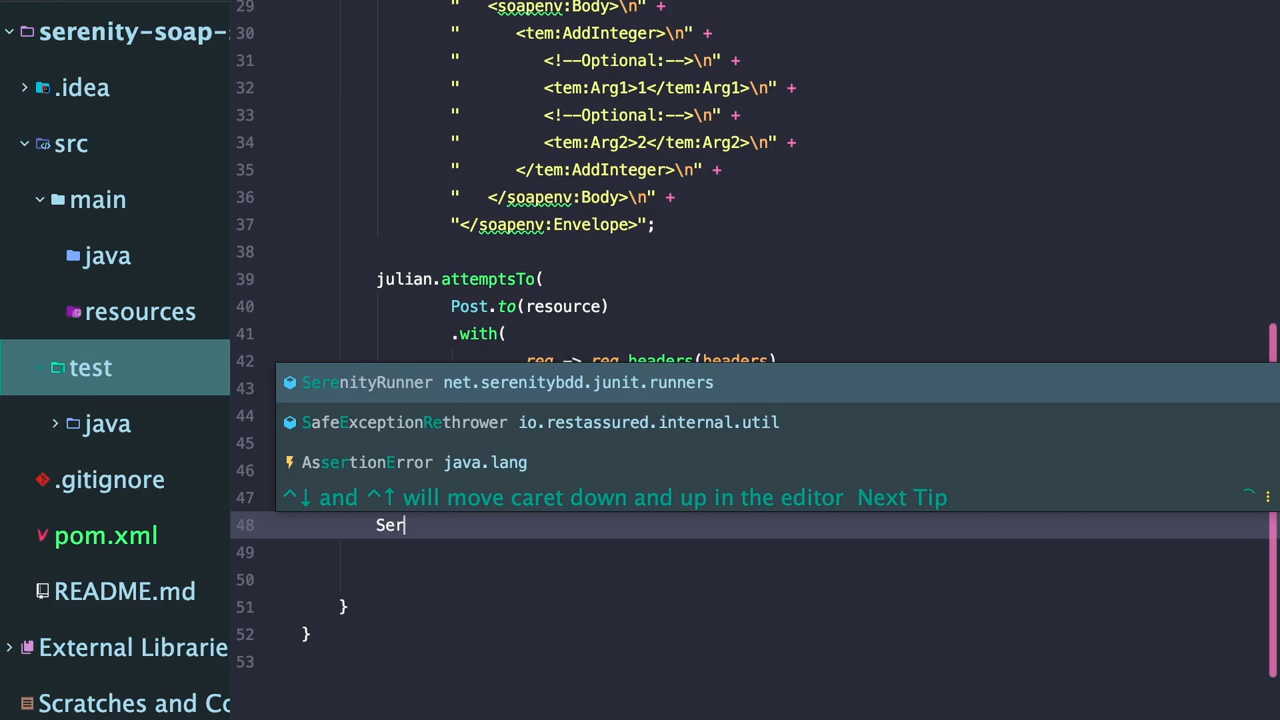 serenity-soap-
.idea
src
main
java
resources
test
java
.gitignore
pom.xml
README.md
External Librarie
Scratches and Co
29 "   <soapenv:Body>\n" +
30 "      <tem:AddInteger>\n" +
31 "         <!--Optional:-->\n" +
32 "         <tem:Arg1>1</tem:Arg1>\n" +
33 "         <!--Optional:-->\n" +
34 "         <tem:Arg2>2</tem:Arg2>\n" +
35 "      </tem:AddInteger>\n" +
36 "   </soapenv:Body>\n" +
37 "</soapenv:Envelope>";
38
39 julian.attemptsTo(
40 Post.to(resource)
41 .with(
42 req -> req.headers(headers)
43 SerenityRunner net.serenitybdd.junit.runners
44 SafeExceptionRethrower io.restassured.internal.util
45
46 AssertionError java.lang
47 ^↓ and ^↑ will move caret down and up in the editor Next Tip
48 Ser
49
50
51 }
52 }
53